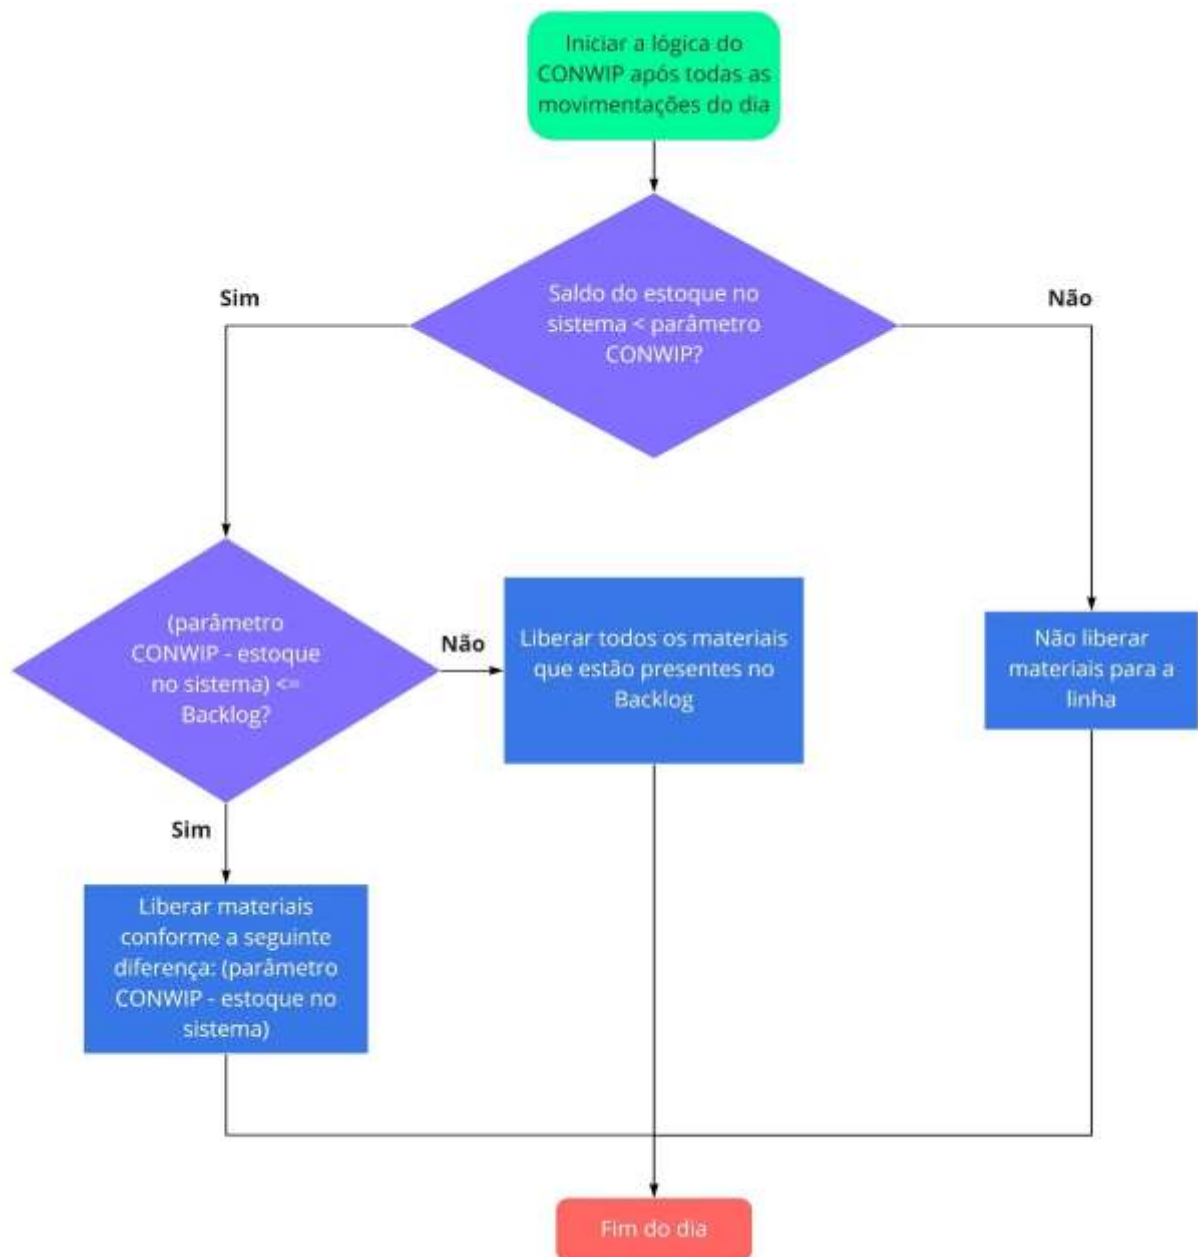 Iniciar a lógica do
CONWIP após todas as
movimentações do dia
Sim
Saldo do estoque no
sistema < parâmetro
CONWIP?
Não
(parâmetro
CONWIP - estoque
no sistema) <=
Backlog?
Não
Liberar todos os materiais
que estão presentes no
Backlog
Não liberar
materiais para a
linha
Sim
Liberar materiais
conforme a seguinte
diferença: (parâmetro
CONWIP - estoque no
sistema)
Fim do dia